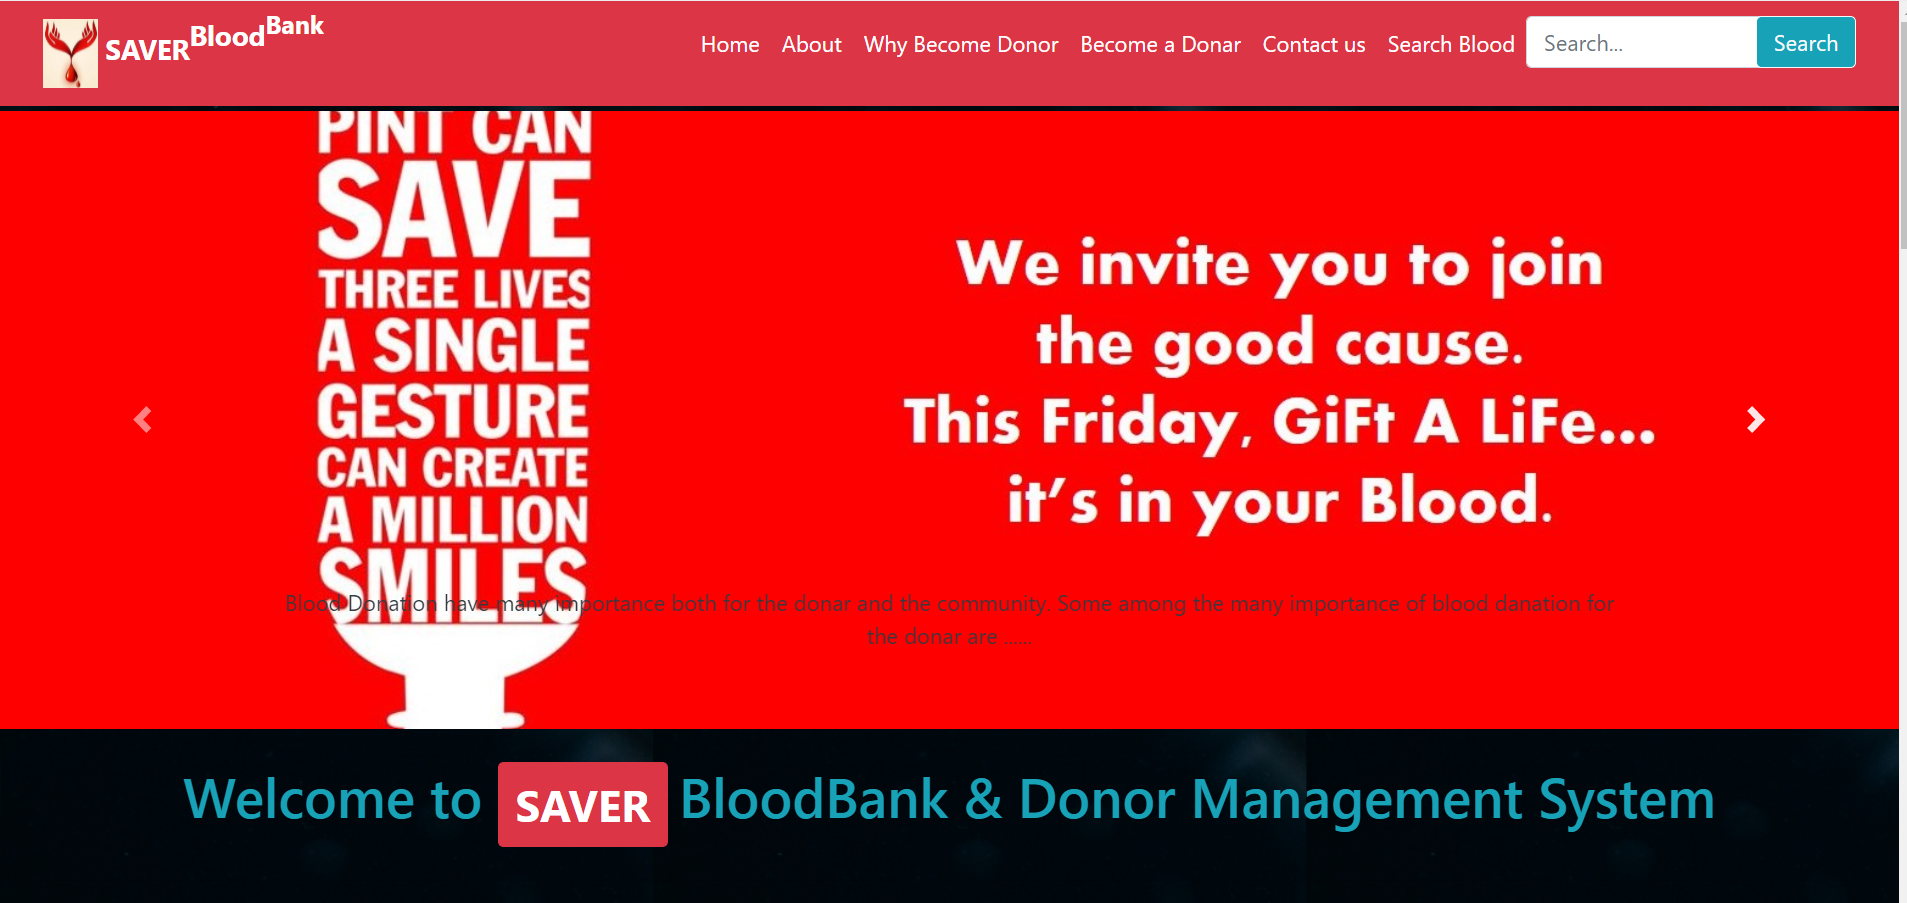 SAVERBloodBank
Home About Why Become Donor Become a Donar Contact us Search Blood Search... Search
PINT CAN
SAVE
THREE LIVES
A SINGLE
GESTURE
CAN CREATE
A MILLION
SMILES
We invite you to join
the good cause.
This Friday, GiFt A LiFe...
it's in your Blood.
Blood Donation have many importance both for the donar and the community. Some among the many importance of blood danation for
the donar are ......
Welcome to SAVER BloodBank & Donor Management System